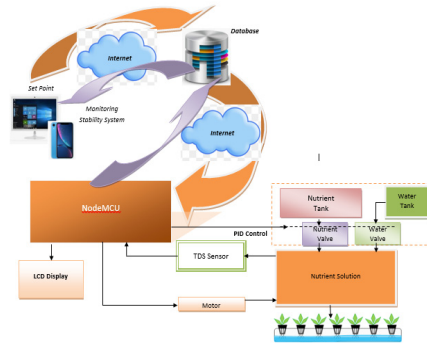 Database
Internet
Set Point
Monitoring
Stability System
Internet
NodeMCU
Nutrient
Tank
Water
Tank
PID Control
Nutrient
Valve
Water
Valve
TDS Sensor
LCD Display
Nutrient Solution
Motor